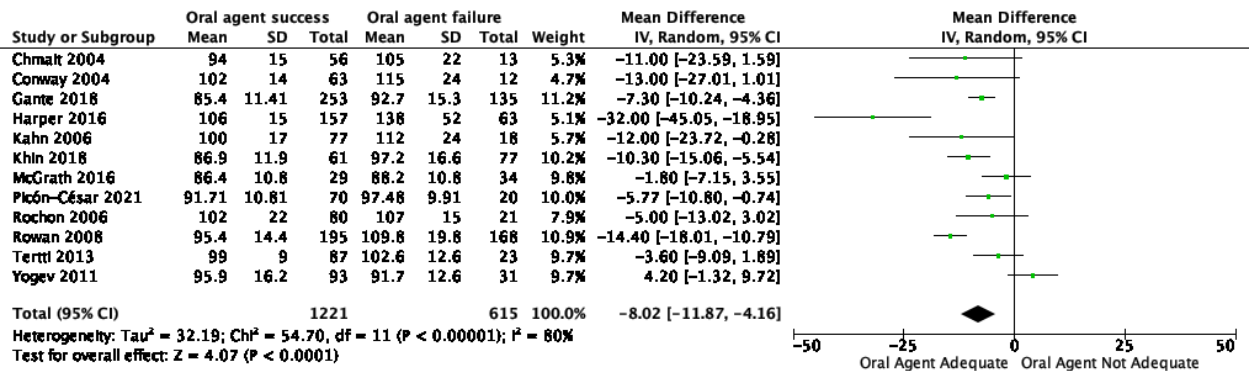 Oral agent success Oral agent failure Mean Difference Mean Difference
Study or Subgroup Mean SD Total Mean SD Total Weight IV, Random, 95% CI IV, Random, 95% CI
Chmait 2004 94 15 56 105 22 13 5.3% −11.00 [−23.59, 1.59]
Conway 2004 102 14 63 115 24 12 4.7% −13.00 [−27.01, 1.01]
Gante 2018 85.4 11.41 253 92.7 15.3 135 11.2% −7.30 [−10.24, −4.36]
Harper 2016 106 15 157 138 52 63 5.1% −32.00 [−45.05, −18.95]
Kahn 2006 100 17 77 112 24 18 5.7% −12.00 [−23.72, −0.28]
Khin 2018 86.9 11.9 61 97.2 16.6 77 10.2% −10.30 [−15.06, −5.54]
McGrath 2016 86.4 10.8 29 88.2 10.8 34 9.8% −1.80 [−7.15, 3.55]
Picón−César 2021 91.71 10.81 70 97.48 9.91 20 10.0% −5.77 [−10.80, −0.74]
Rochon 2006 102 22 80 107 15 21 7.9% −5.00 [−13.02, 3.02]
Rowan 2008 95.4 14.4 195 109.8 19.8 168 10.9% −14.40 [−18.01, −10.79]
Tertti 2013 99 9 87 102.6 12.6 23 9.7% −3.60 [−9.09, 1.89]
Yogev 2011 95.9 16.2 93 91.7 12.6 31 9.7% 4.20 [−1.32, 9.72]
Total (95% CI) 1221 615 100.0% −8.02 [−11.87, −4.16]
Heterogeneity: Tau² = 32.19; Chi² = 54.70, df = 11 (P < 0.00001); I² = 80%
Test for overall effect: Z = 4.07 (P < 0.0001)
−50 −25 0 25 50
Oral Agent Adequate Oral Agent Not Adequate